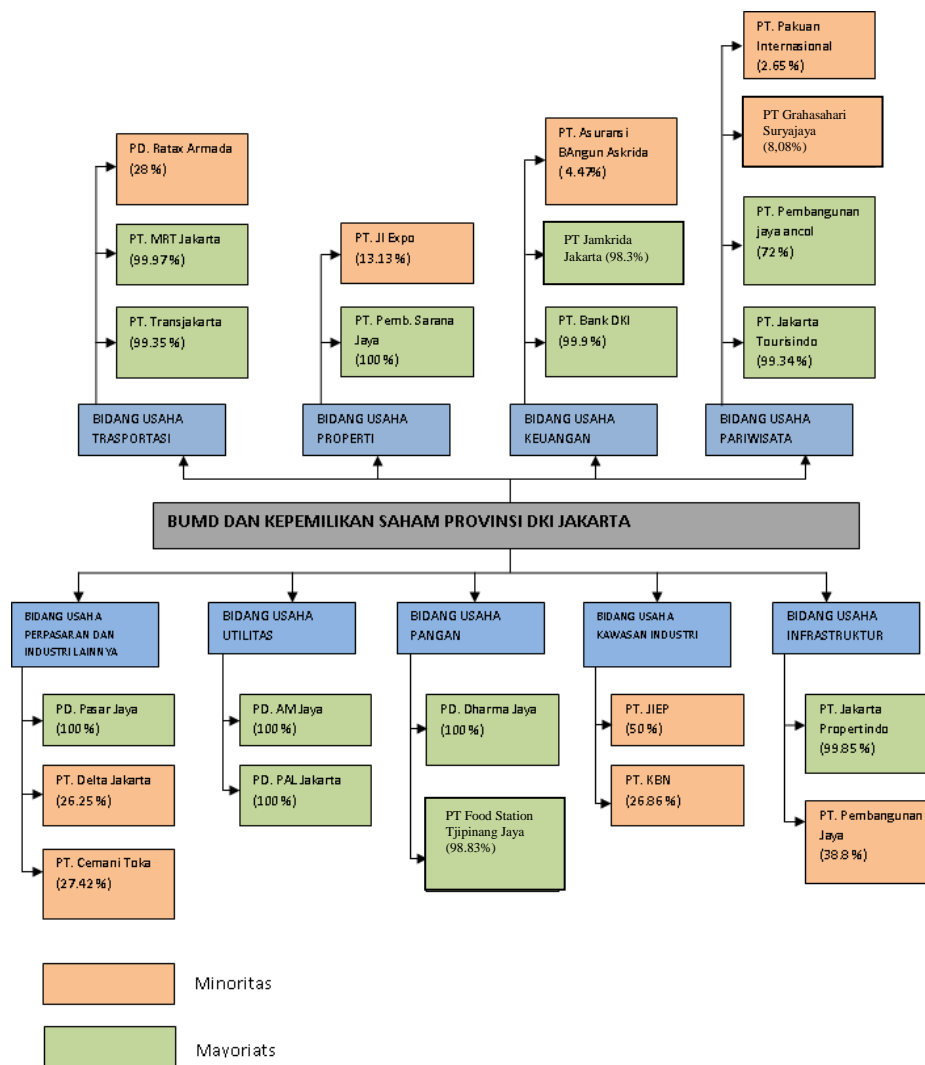 PT. Pakuan
Internasional
(2.65%)
PT Grahasahari
Suryajaya
(8,08%)
PD. Ratax Armada
(28%)
PT. Asuransi
BAngun Askrida
( 4.47%)
PT. MRT Jakarta
(99.97%)
PT. JI Expo
(13.13%)
PT Jamkrida
Jakarta (98.3%)
PT. Pembangunan
jaya ancol
(72%)
PT. Transjakarta
(99.35%)
PT. Pemb. Sarana
Jaya
(100%)
PT. Bank DKI
(99.9%)
PT. Jakarta
Tourisindo
(99.34%)
BIDANG USAHA
TRASPORTASI
BIDANG USAHA
PROPERTI
BIDANG USAHA
KEUANGAN
BIDANG USAHA
PARIWISATA
BUMD DAN KEPEMILIKAN SAHAM PROVINSI DKI JAKARTA
BIDANG USAHA
PERPASARAN DAN
INDUSTRI LAINNYA
BIDANG USAHA
UTILITAS
BIDANG USAHA
PANGAN
BIDANG USAHA
KAWASAN INDUSTRI
BIDANG USAHA
INFRASTRUKTUR
PD. Pasar Jaya
(100%)
PD. AM Jaya
(100%)
PD. Dharma Jaya
(100%)
PT. JIEP
(50%)
PT. Jakarta
Propertindo
(99.85%)
PT. Delta Jakarta
(26.25%)
PD. PAL Jakarta
(100%)
PT Food Station
Tjipinang Jaya
(98.83%)
PT. KBN
(26.86%)
PT. Pembangunan
Jaya
(38.8%)
PT. Cemani Toka
(27.42%)
Minoritas
Mayoriats